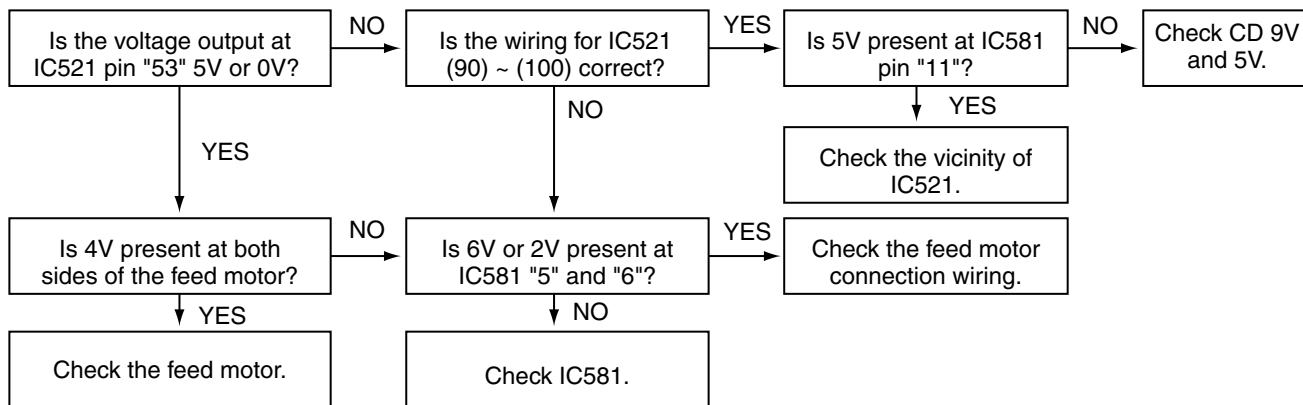 Is the voltage output at
IC521 pin "53" 5V or 0V?
NO
Is the wiring for IC521
(90) ~ (100) correct?
YES
Is 5V present at IC581
pin "11"?
NO
Check CD 9V
and 5V.
YES
NO
YES
Check the vicinity of
IC521.
Is 4V present at both
sides of the feed motor?
NO
Is 6V or 2V present at
IC581 "5" and "6"?
YES
Check the feed motor
connection wiring.
YES
NO
Check the feed motor.
Check IC581.